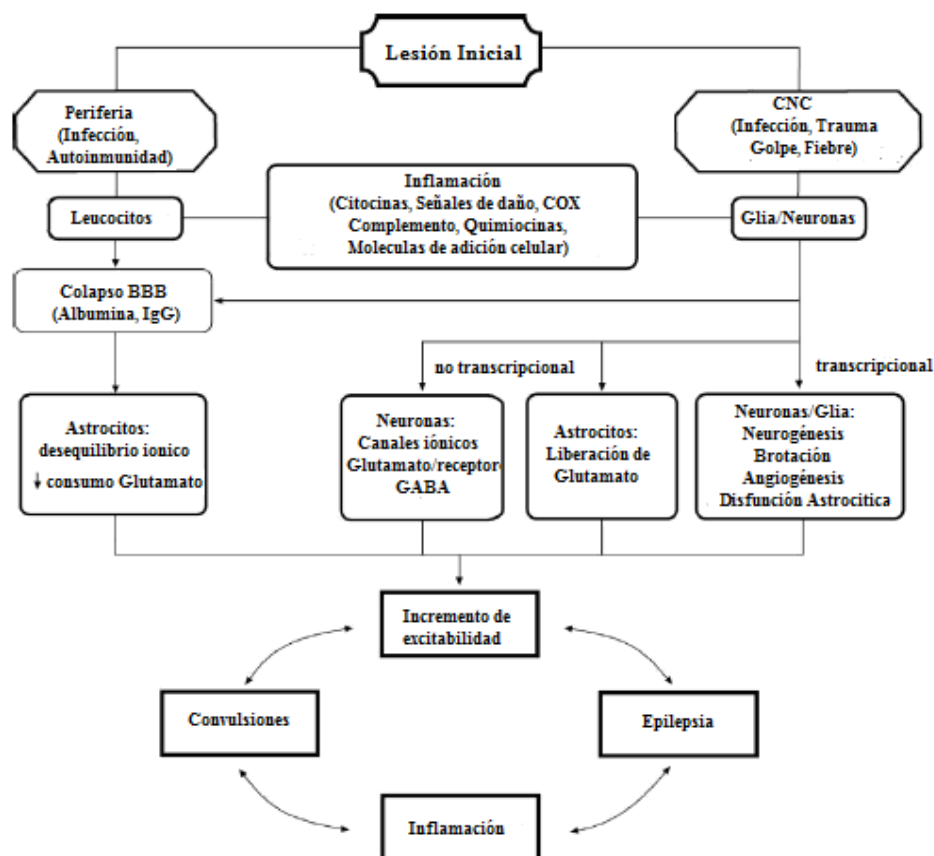 Lesión Inicial
Periferia
(Infección,
Autoinmunidad)
CNC
(Infección, Trauma
Golpe, Fiebre)
Leucocitos
Inflamación
(Citocinas, Señales de daño, COX
Complemento, Quimiocinas,
Moleculas de adición celular)
Glia/Neuronas
Colapso BBB
(Albumina, IgG)
no transcripcional
transcripcional
Astrocitos:
desequilibrio ionico
↓ consumo Glutamato
Neuronas:
Canales iónicos
Glutamato/receptore
GABA
Astrocitos:
Liberación de
Glutamato
Neuronas/Glia:
Neurogénesis
Brotación
Angiogénesis
Disfunción Astrocitica
Incremento de
excitabilidad
Convulsiones
Epilepsia
Inflamación